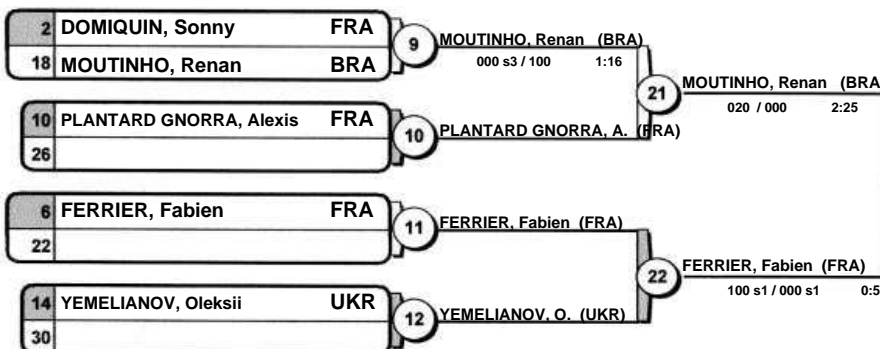 2 DOMIQUIN, Sonny FRA
18 MOUTINHO, Renan BRA
9
MOUTINHO, Renan (BRA)
000 s3 / 100 1:16
10 PLANTARD GNORRA, Alexis FRA
26
10
PLANTARD GNORRA, A. (FRA)
21
MOUTINHO, Renan (BRA
020 / 000 2:25
6 FERRIER, Fabien FRA
22
11
FERRIER, Fabien (FRA)
14 YEMELIANOV, Oleksii UKR
30
12
YEMELIANOV, O. (UKR)
22
FERRIER, Fabien (FRA)
100 s1 / 000 s1 0:5